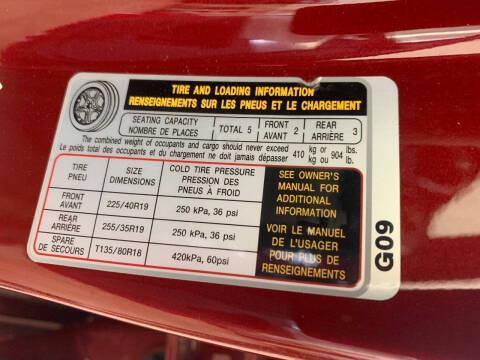 TIRE AND LOADING INFORMATION
RENSEIGNEMENTS SUR LES PNEUS ET LE CHARGEMENT
SEATING CAPACITY
NOMBRE DE PLACES
TOTAL 5
FRONT
AVANT 2
REAR
ARRIÈRE 3
The combined weight of occupants and cargo should never exceed 410 kg or 904 lbs.
Le poids total des occupants et du chargement ne doit jamais dépasser kg ou lb.
TIRE
PNEU
SIZE
DIMENSIONS
COLD TIRE PRESSURE
PRESSION DES
PNEUS À FROID
FRONT
AVANT
225/40R19
250 kPa, 36 psi
REAR
ARRIÈRE
255/35R19
250 kPa, 36 psi
SPARE
DE SECOURS
T135/80R18
420kPa, 60psi
SEE OWNER'S
MANUAL FOR
ADDITIONAL
INFORMATION
VOIR LE MANUEL
DE L'USAGER
POUR PLUS DE
RENSEIGNEMENTS
G09